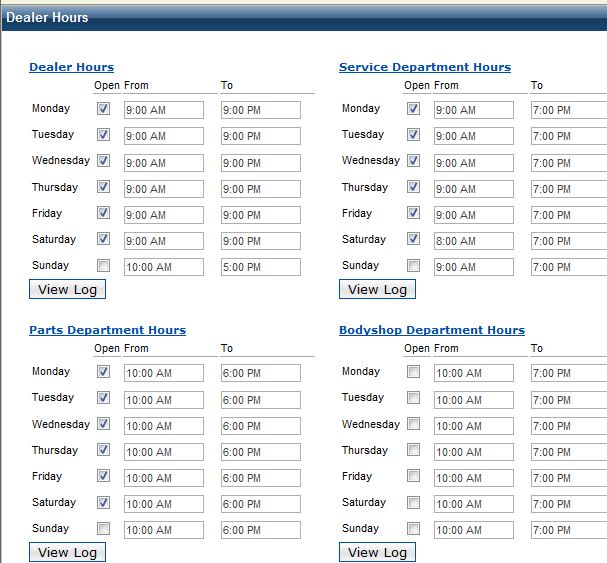 Dealer Hours
Dealer Hours
Open From To
Monday 9:00 AM 9:00 PM
Tuesday 9:00 AM 9:00 PM
Wednesday 9:00 AM 9:00 PM
Thursday 9:00 AM 9:00 PM
Friday 9:00 AM 9:00 PM
Saturday 9:00 AM 9:00 PM
Sunday 10:00 AM 5:00 PM
View Log
Service Department Hours
Open From To
Monday 9:00 AM 7:00 PM
Tuesday 9:00 AM 7:00 PM
Wednesday 9:00 AM 7:00 PM
Thursday 9:00 AM 7:00 PM
Friday 9:00 AM 7:00 PM
Saturday 8:00 AM 7:00 PM
Sunday 9:00 AM 7:00 PM
View Log
Parts Department Hours
Open From To
Monday 10:00 AM 6:00 PM
Tuesday 10:00 AM 6:00 PM
Wednesday 10:00 AM 6:00 PM
Thursday 10:00 AM 6:00 PM
Friday 10:00 AM 6:00 PM
Saturday 10:00 AM 6:00 PM
Sunday 10:00 AM 6:00 PM
View Log
Bodyshop Department Hours
Open From To
Monday 10:00 AM 7:00 PM
Tuesday 10:00 AM 7:00 PM
Wednesday 10:00 AM 7:00 PM
Thursday 10:00 AM 7:00 PM
Friday 10:00 AM 7:00 PM
Saturday 10:00 AM 7:00 PM
Sunday 10:00 AM 7:00 PM
View Log